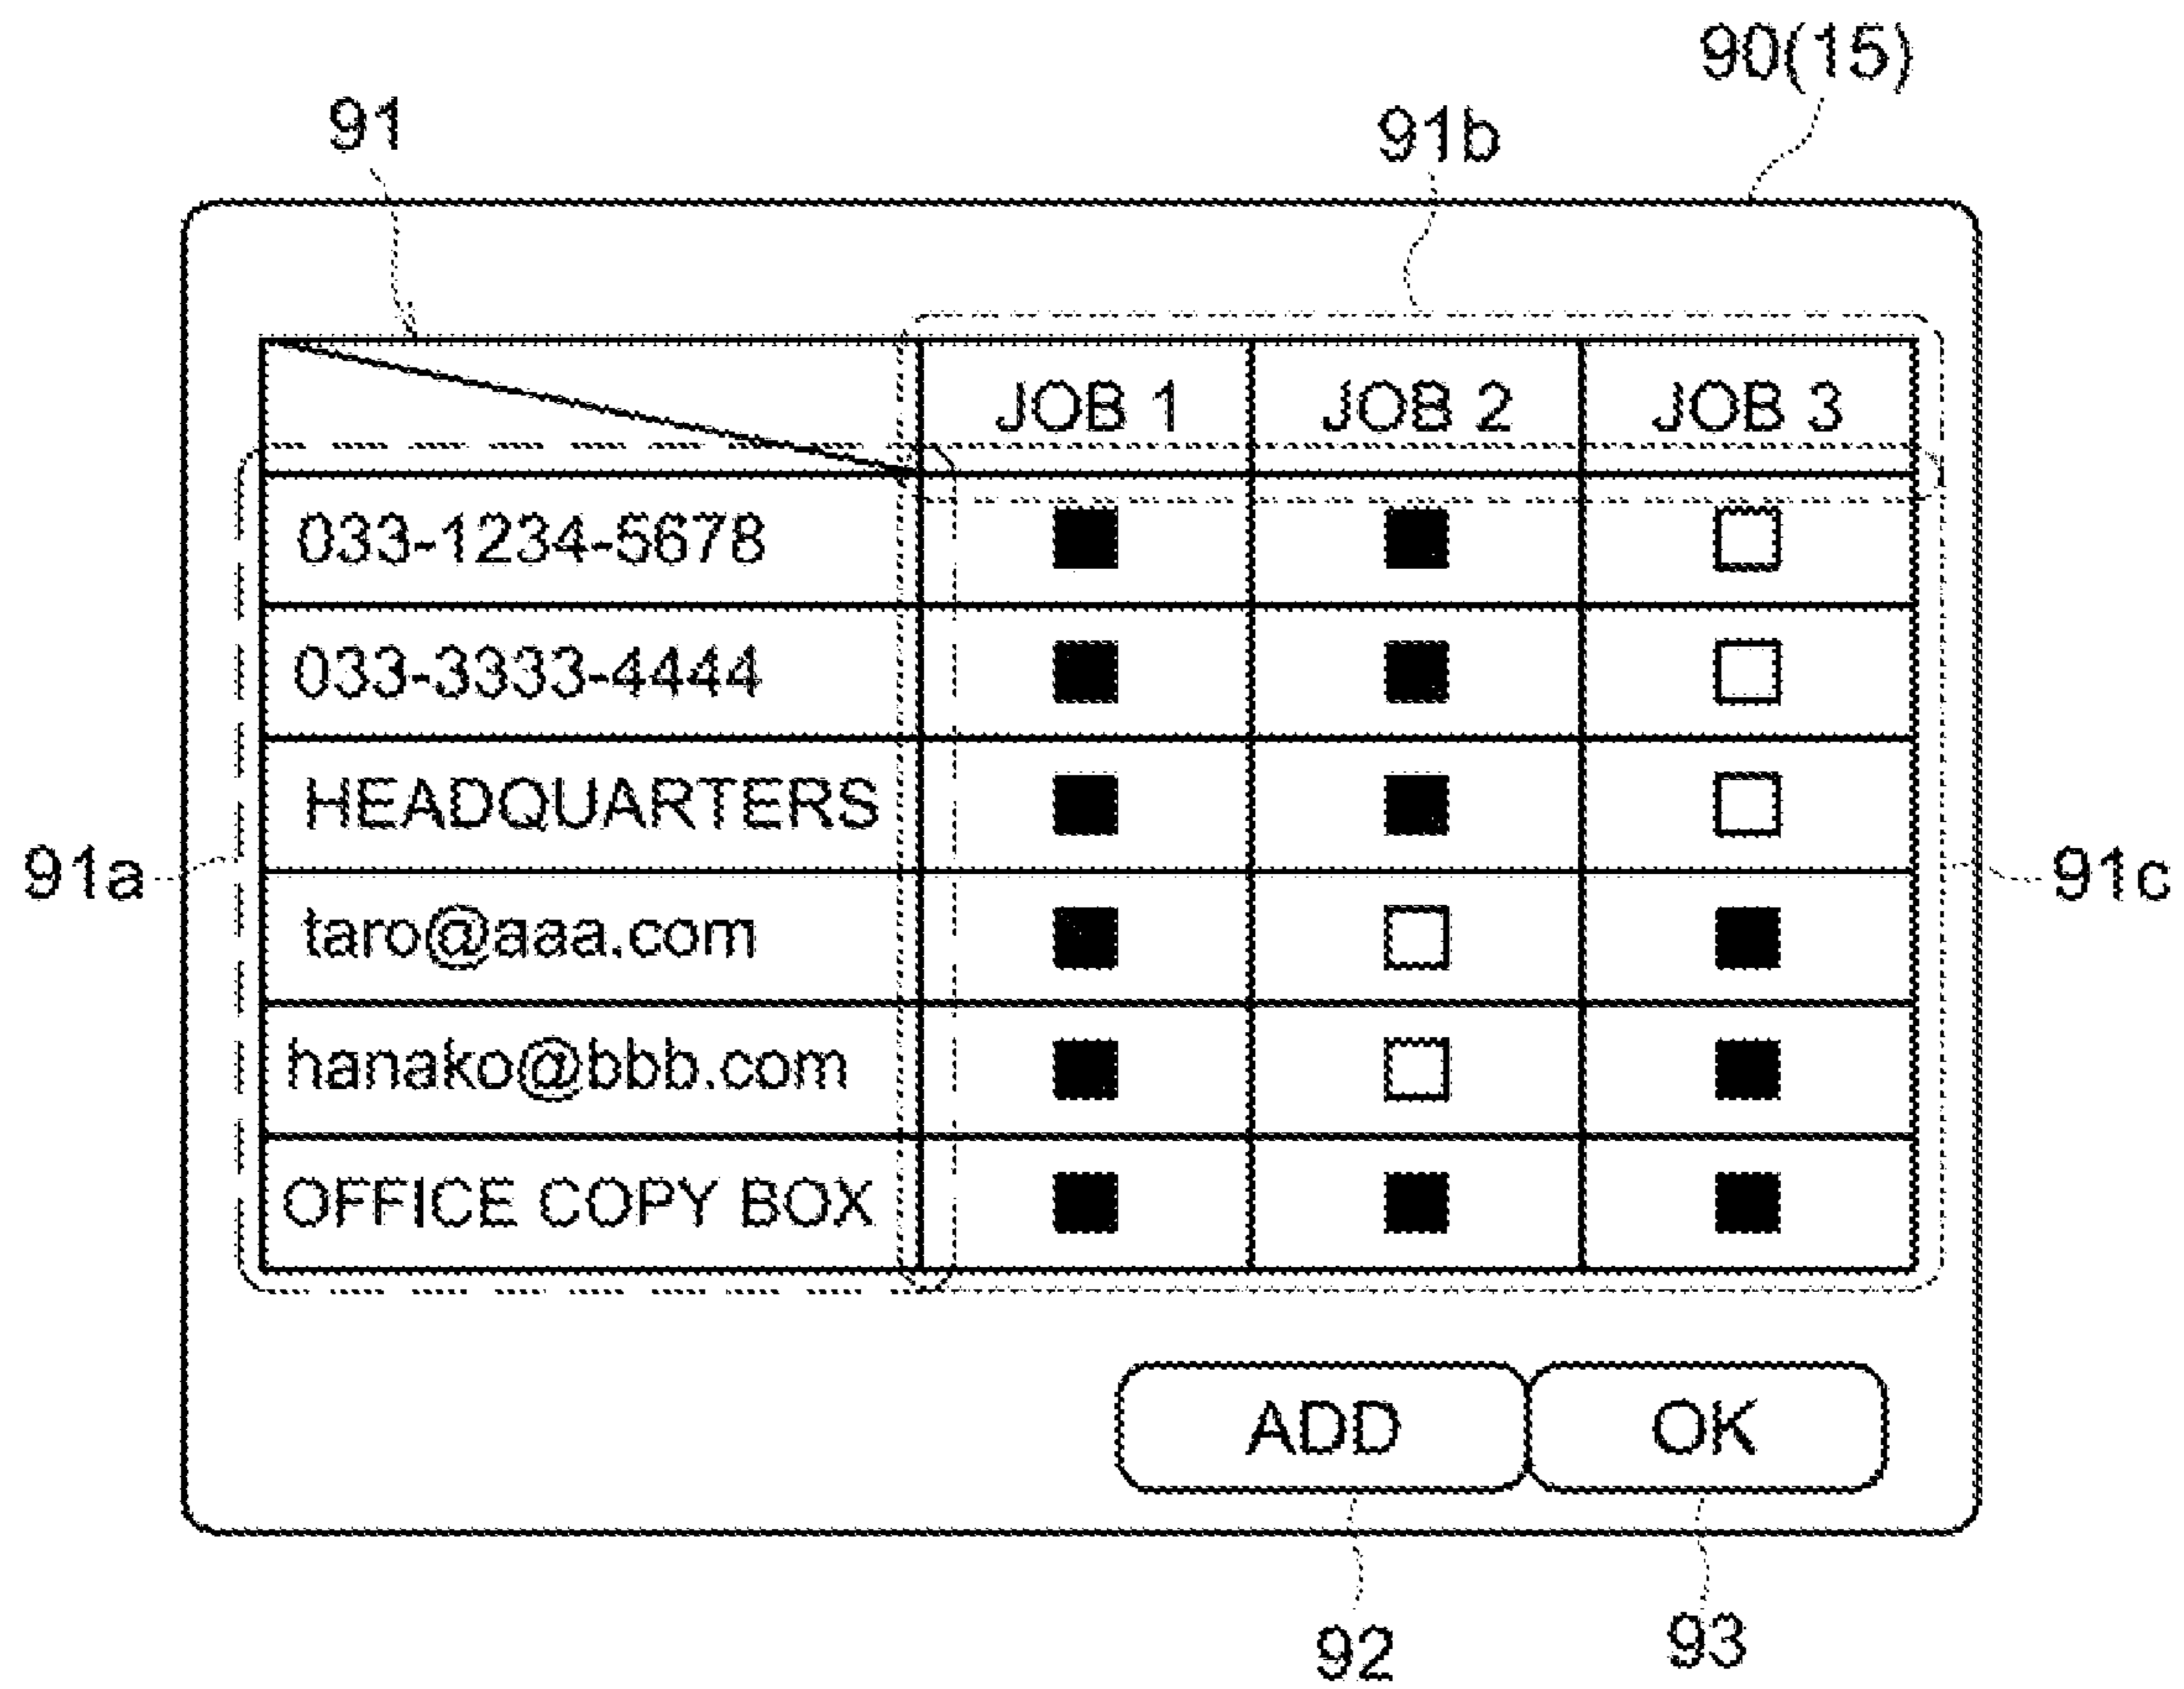 90(15)
91
91b
JOB 1 JOB 2 JOB 3
033-1234-5678 ■ ■ □
033-3333-4444 ■ ■ □
HEADQUARTERS ■ ■ □
91a
91c
taro@aaa.com ■ □ ■
hanako@bbb.com ■ □ ■
OFFICE COPY BOX ■ ■ ■
ADD OK
92 93